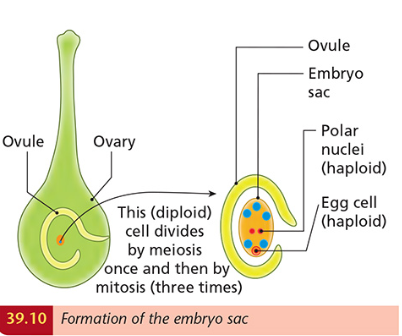 Ovule
Embryo
sac
Ovule
Ovary
Polar
nuclei
(haploid)
Egg cell
(haploid)
This (diploid)
cell divides
by meiosis
once and then by
mitosis (three times)
39.10 Formation of the embryo sac